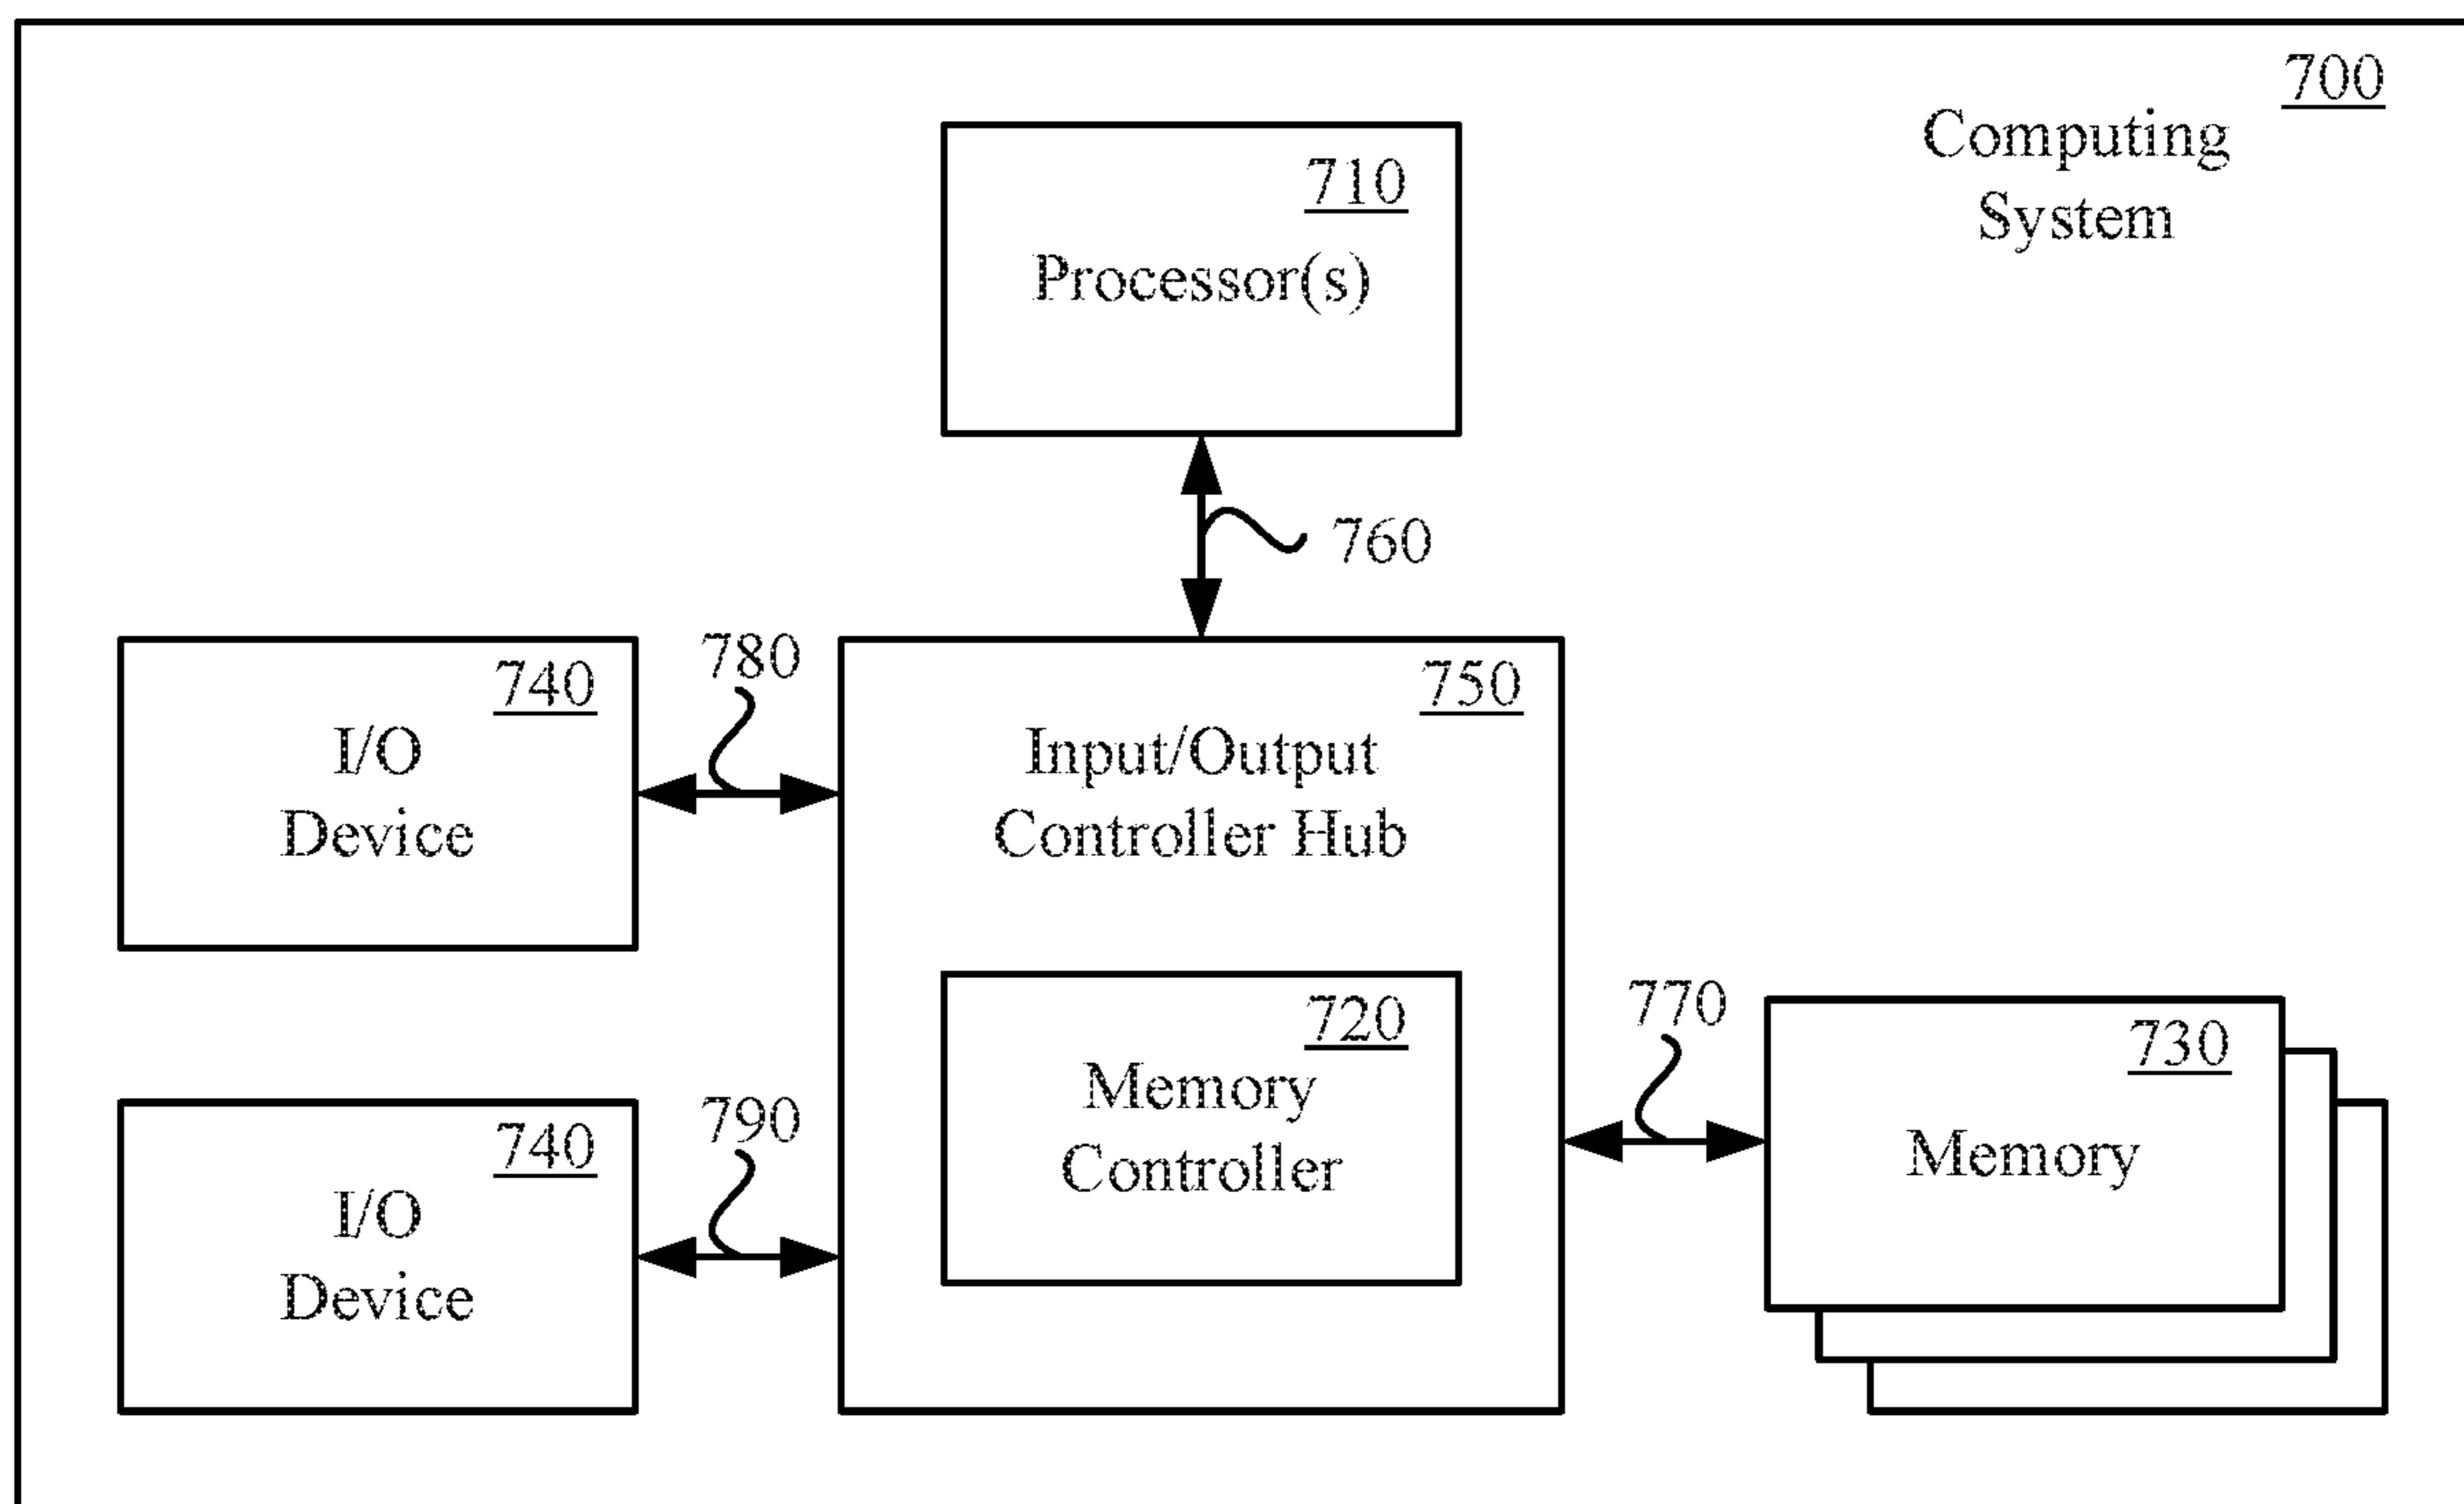 700
Computing
System
710
Processor(s)
760
740
I/O
Device
780
750
Input/Output
Controller Hub
720
Memory
Controller
770
730
Memory
740
I/O
Device
790